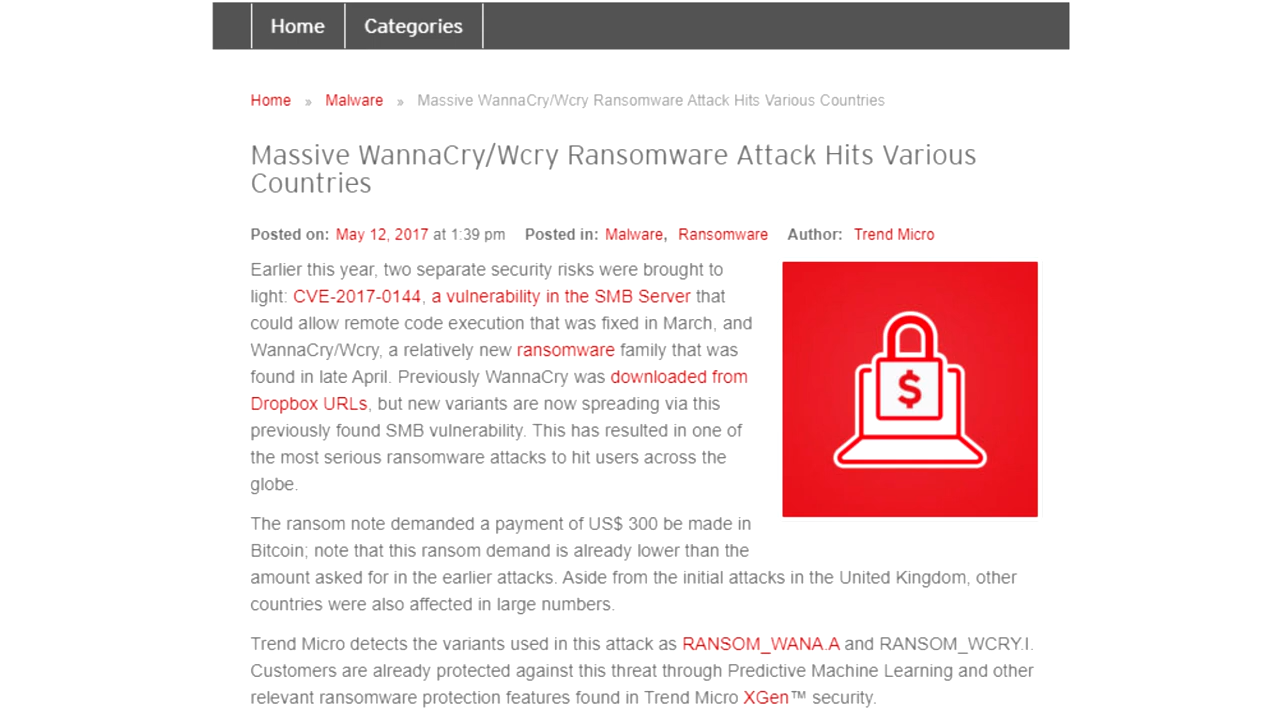 Home Categories
Home » Malware » Massive WannaCry/Wcry Ransomware Attack Hits Various Countries
Massive WannaCry/Wcry Ransomware Attack Hits Various
Countries
Posted on: May 12, 2017 at 1:39 pm Posted in: Malware, Ransomware Author: Trend Micro
Earlier this year, two separate security risks were brought to
light: CVE-2017-0144, a vulnerability in the SMB Server that
could allow remote code execution that was fixed in March, and
WannaCry/Wcry, a relatively new ransomware family that was
found in late April. Previously WannaCry was downloaded from
Dropbox URLs, but new variants are now spreading via this
previously found SMB vulnerability. This has resulted in one of
the most serious ransomware attacks to hit users across the
globe.
$
The ransom note demanded a payment of US$ 300 be made in
Bitcoin; note that this ransom demand is already lower than the
amount asked for in the earlier attacks. Aside from the initial attacks in the United Kingdom, other
countries were also affected in large numbers.
Trend Micro detects the variants used in this attack as RANSOM_WANA.A and RANSOM_WCRY.I.
Customers are already protected against this threat through Predictive Machine Learning and other
relevant ransomware protection features found in Trend Micro XGen™ security.